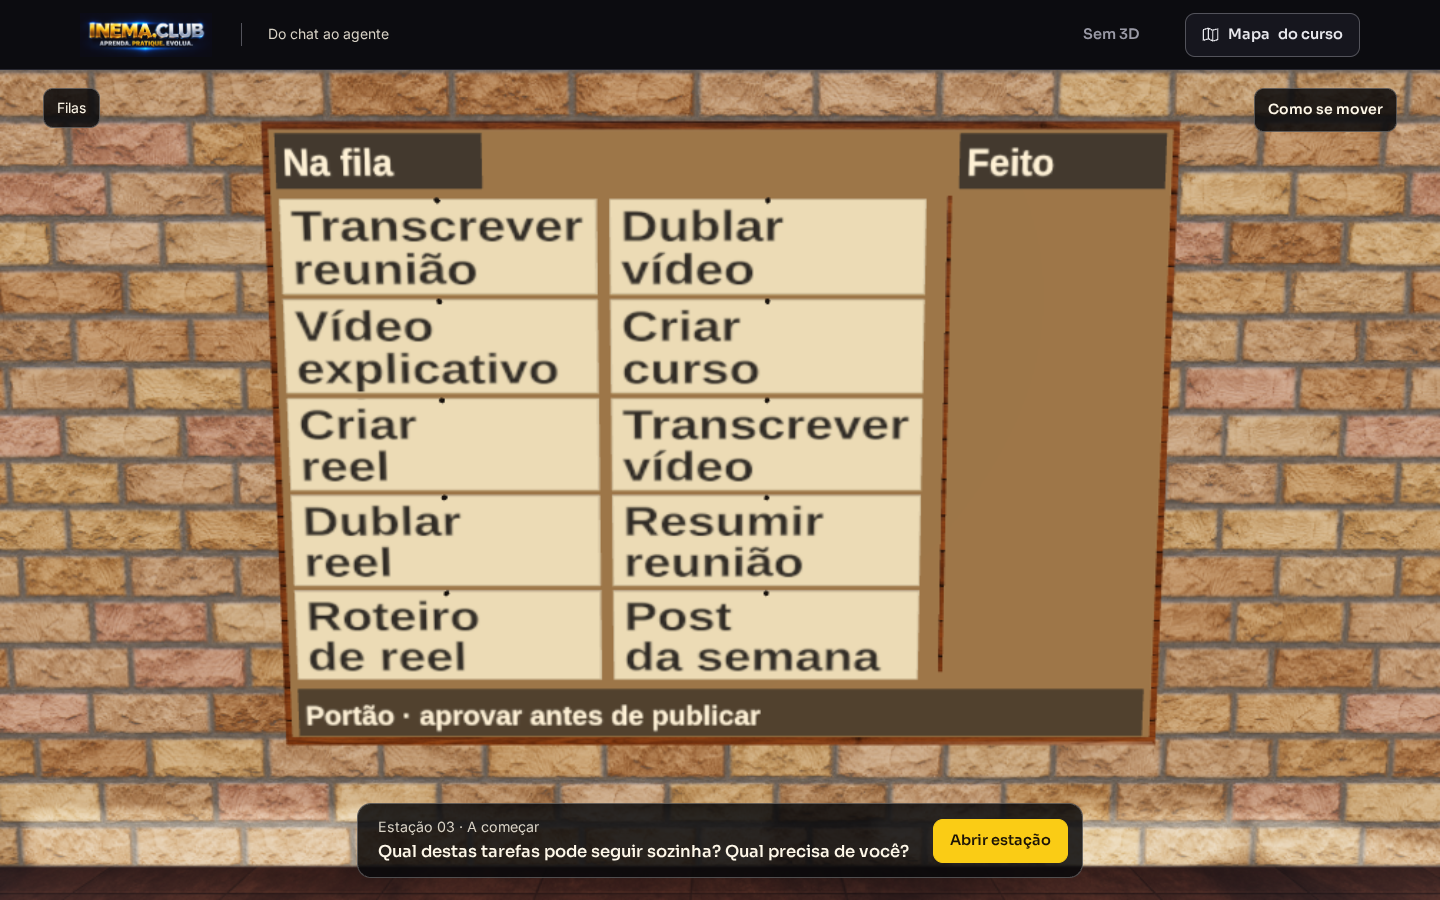 INEMA.CLUB
APRENDA. PRATIQUE. EVOLUA.
Do chat ao agente
Sem 3D
Mapa do curso
Filas
Como se mover
Na fila
Feito
Transcrever
reunião
Dublar
vídeo
Vídeo
explicativo
Criar
curso
Criar
reel
Transcrever
vídeo
Dublar
reel
Resumir
reunião
Roteiro
de reel
Post
da semana
Portão · aprovar antes de publicar
Estação 03 · A começar
Qual destas tarefas pode seguir sozinha? Qual precisa de você?
Abrir estação